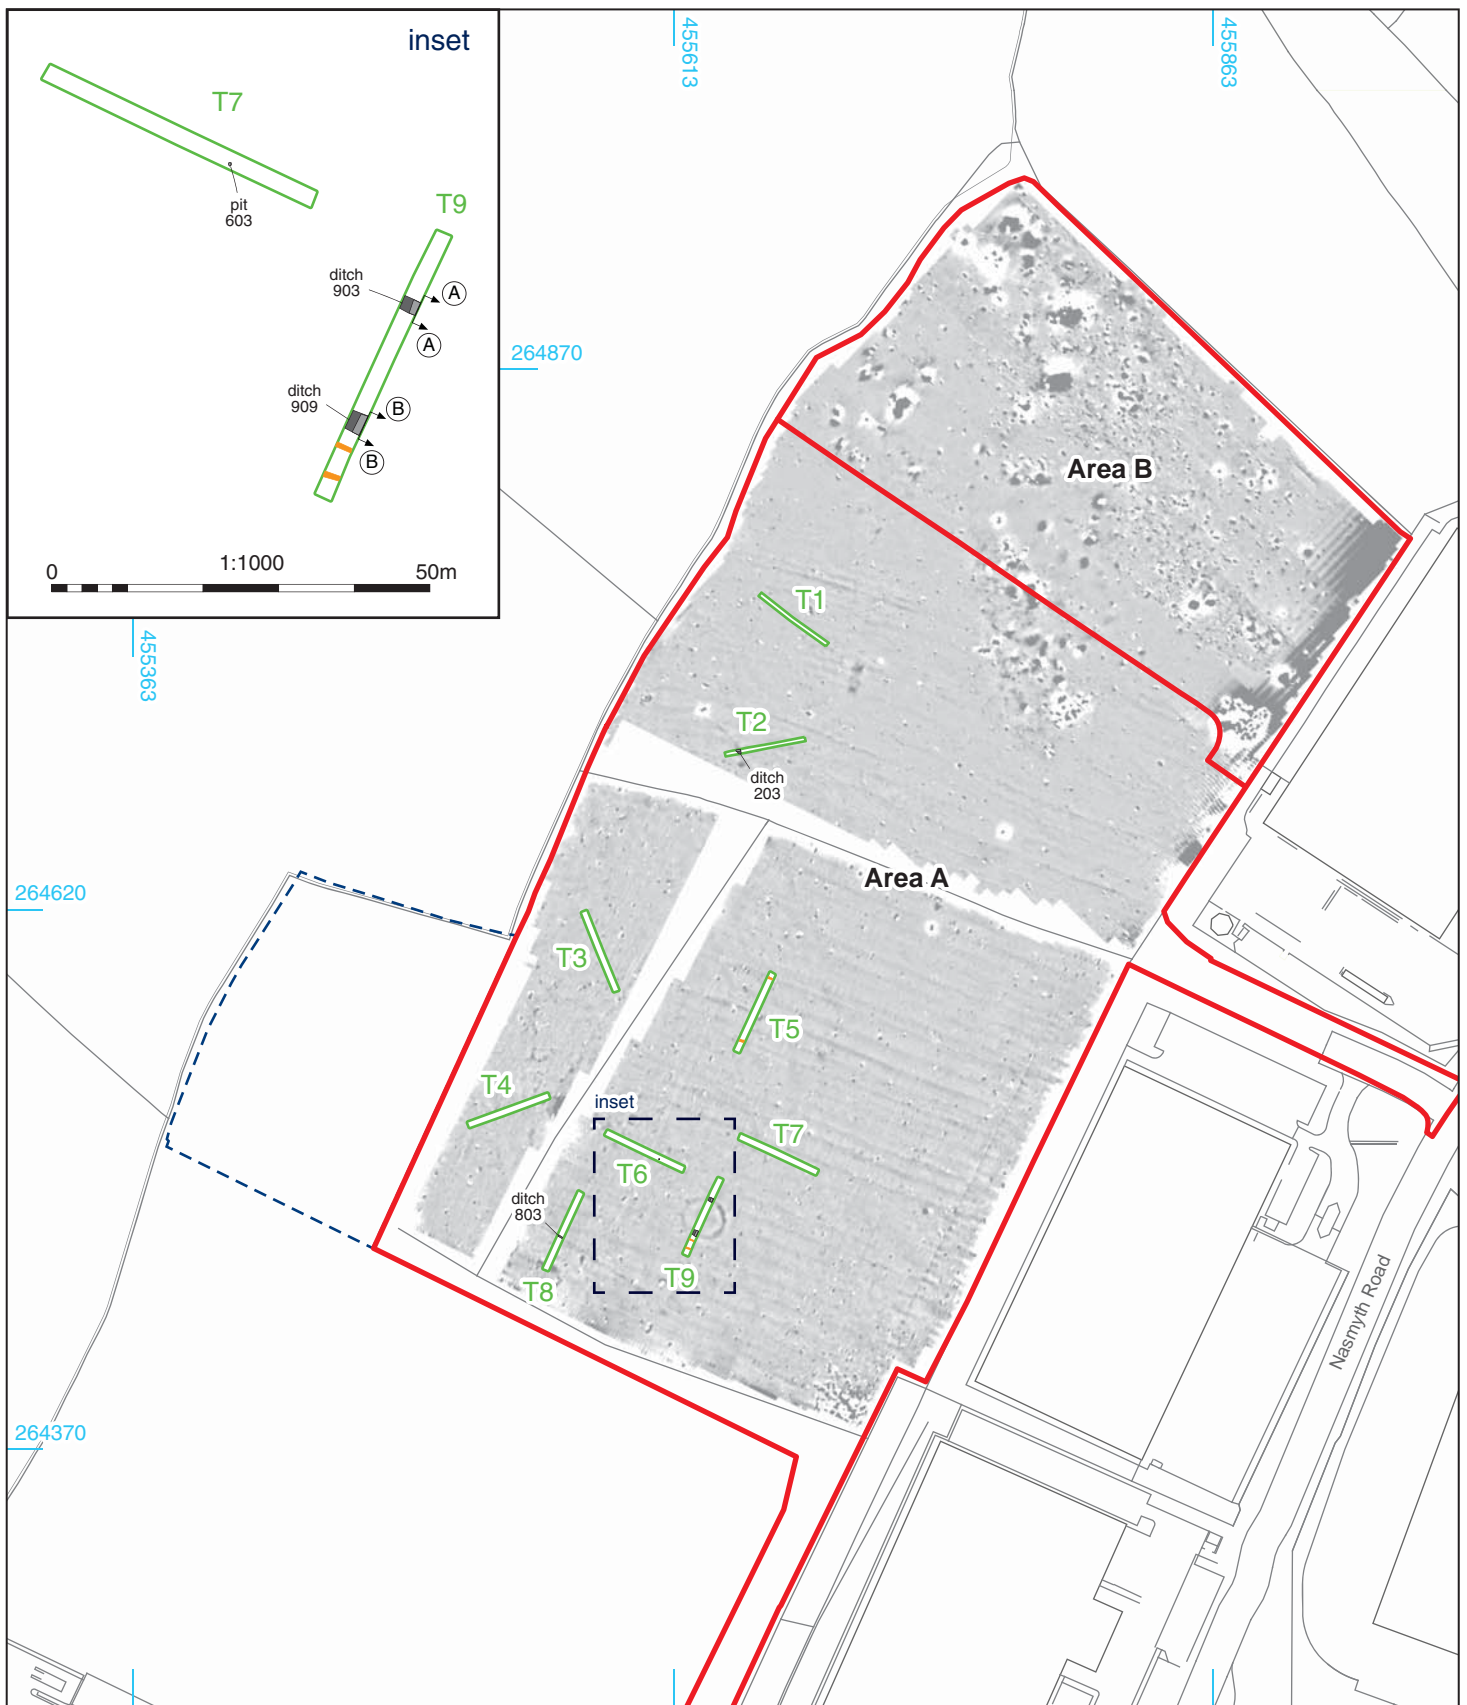 inset
T7
pit
603
T9
ditch
903
A
A
ditch
909
B
B
0
1:1000
50m
455613
455863
264870
455363
Area B
T1
T2
ditch
203
Area A
264620
T3
T5
T4
inset
T7
T6
ditch
803
T9
T8
Nasmyth Road
264370